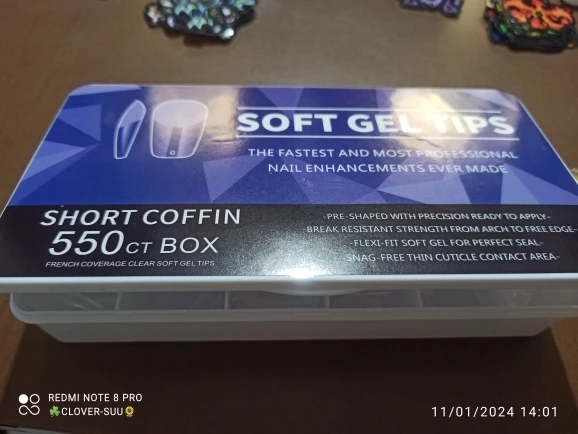 SOFT GEL TIPS
THE FASTEST AND MOST PROFESSIONAL
NAIL ENHANCEMENTS EVER MADE
SHORT COFFIN
550CT BOX
FRENCH COVERAGE CLEAR SOFT GEL TIPS
-PRE-SHAPED WITH PRECISION READY TO APPLY-
-BREAK RESISTANT STRENGTH FROM ARCH TO FREE EDGE-
-FLEXI-FIT SOFT GEL FOR PERFECT SEAL-
-SNAG-FREE THIN CUTICLE CONTACT AREA-
REDMI NOTE 8 PRO
☘️CLOVER-SUU🌻
11/01/2024 14:01